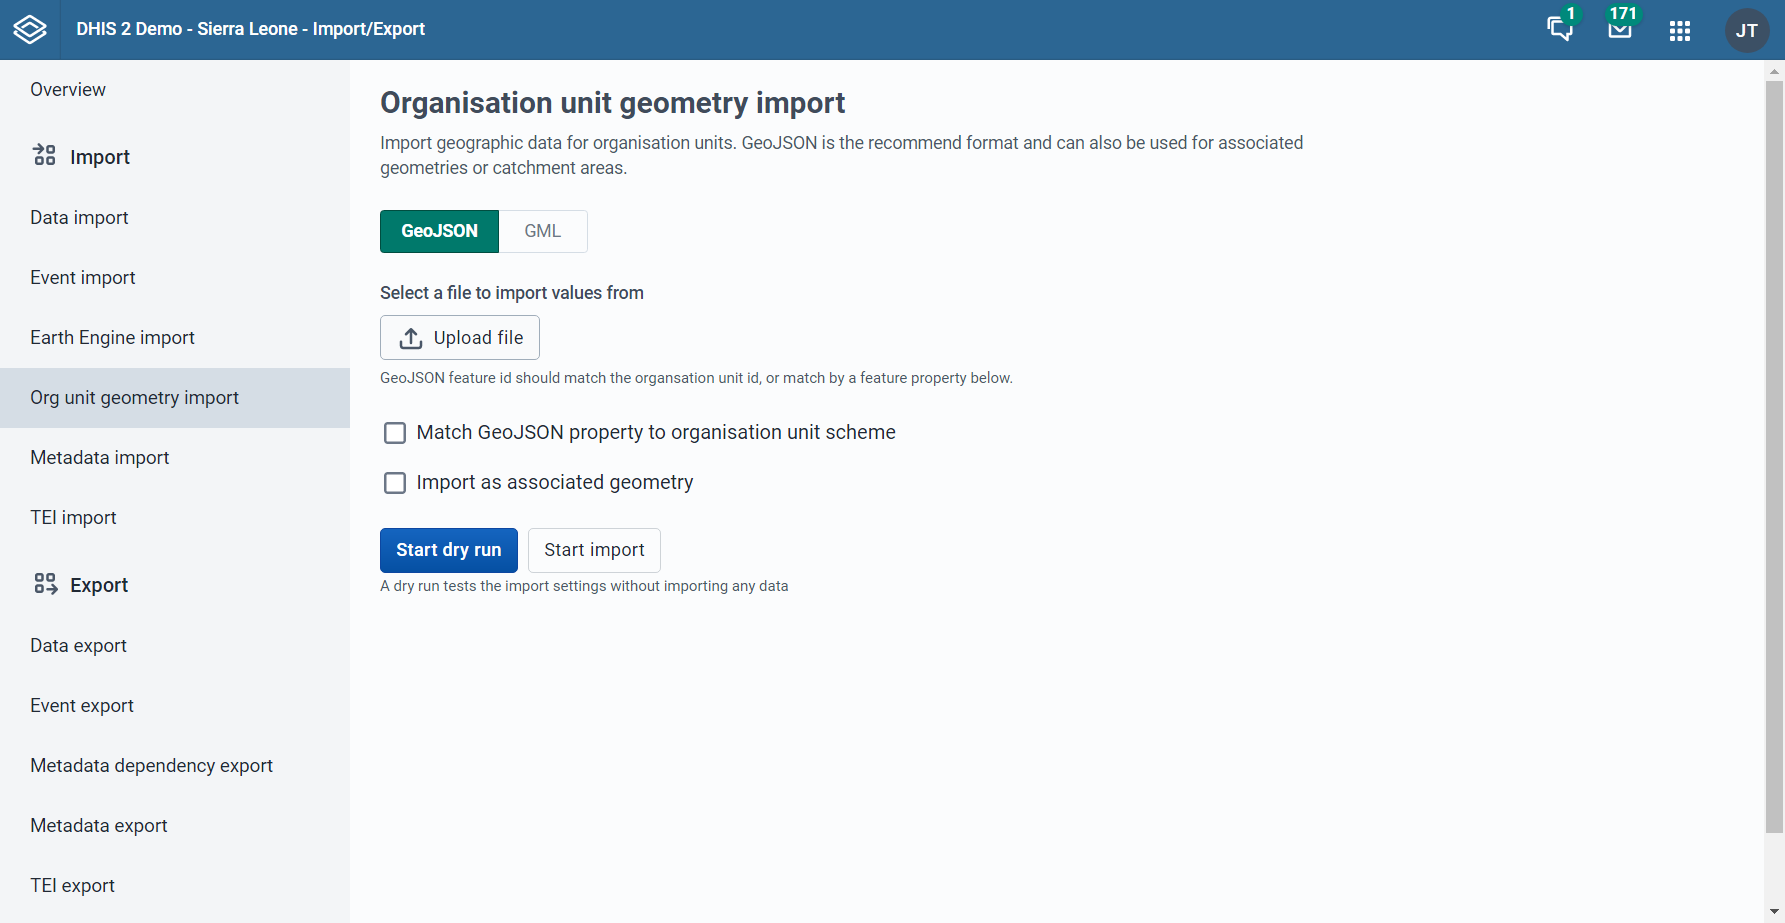 DHIS 2 Demo - Sierra Leone - Import/Export
1
171
JT
Overview
Import
Data import
Event import
Earth Engine import
Org unit geometry import
Metadata import
TEI import
Export
Data export
Event export
Metadata dependency export
Metadata export
TEI export
Organisation unit geometry import
Import geographic data for organisation units. GeoJSON is the recommend format and can also be used for associated
geometries or catchment areas.
GeoJSON
GML
Select a file to import values from
Upload file
GeoJSON feature id should match the organsation unit id, or match by a feature property below.
Match GeoJSON property to organisation unit scheme
Import as associated geometry
Start dry run
Start import
A dry run tests the import settings without importing any data